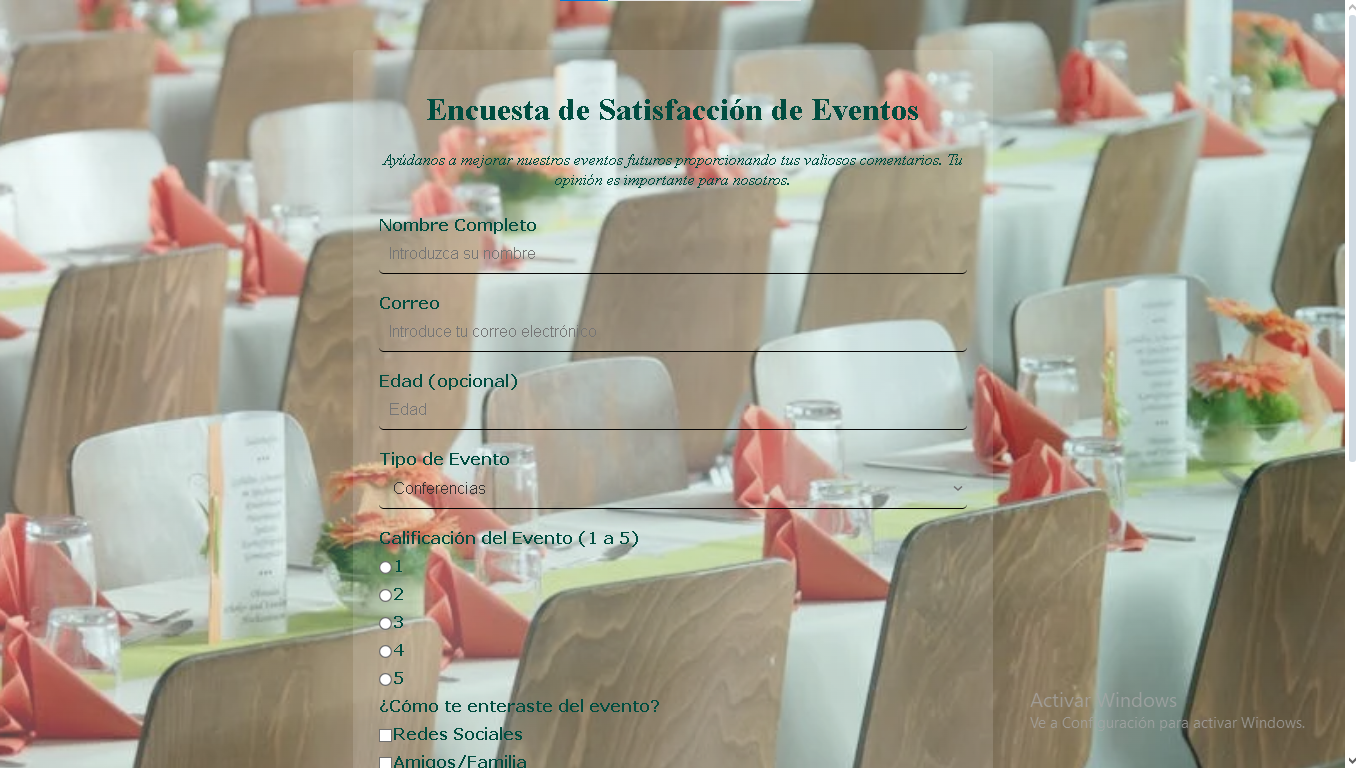 Encuesta de Satisfacción de Eventos
Ayúdanos a mejorar nuestros eventos futuros proporcionando tus valiosos comentarios. Tu
opinión es importante para nosotros.
Nombre Completo
Introduzca su nombre
Correo
Introduce tu correo electrónico
Edad (opcional)
Edad
Tipo de Evento
Conferencias
Calificación del Evento (1 a 5)
1
2
3
4
5
¿Cómo te enteraste del evento?
Redes Sociales
Amigos/Familia
Activar Windows
Ve a Configuración para activar Windows.